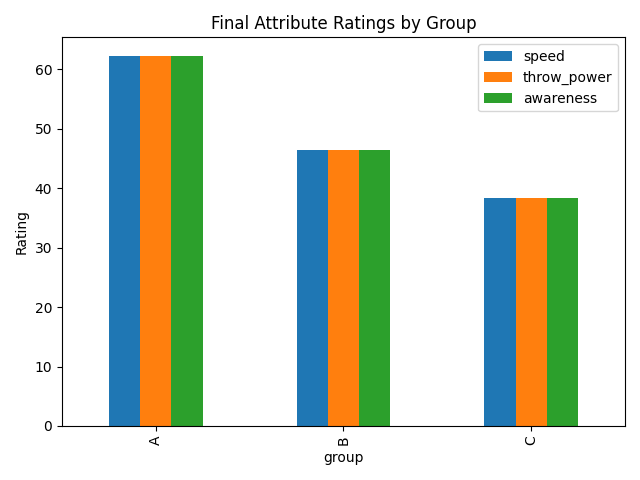 Final Attribute Ratings by Group
speed
throw_power
awareness
60
50
40
30
20
10
0
Rating
A
B
C
group